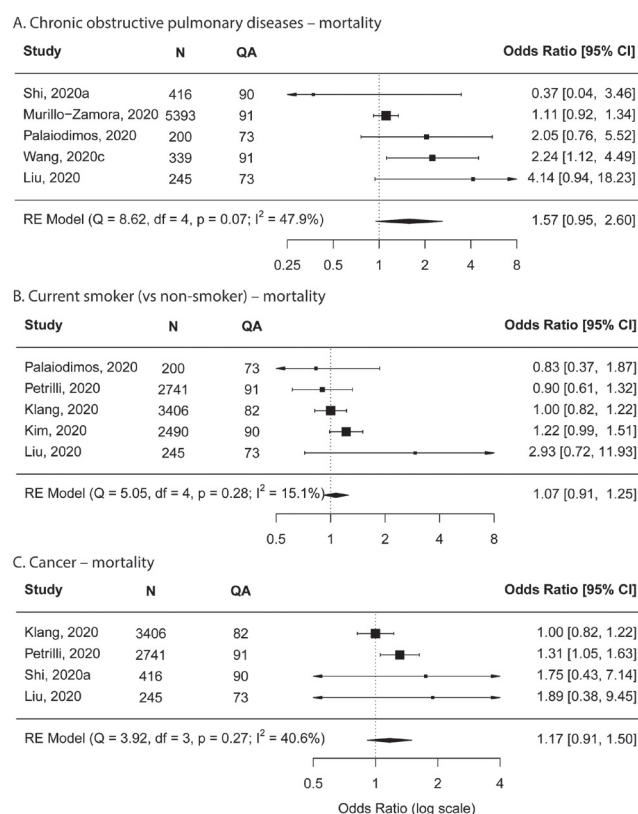 A. Chronic obstructive pulmonary diseases – mortality
Study N QA Odds Ratio [95% CI]
Shi, 2020a 416 90 0.37 [0.04, 3.46]
Murillo−Zamora, 2020 5393 91 1.11 [0.92, 1.34]
Palaiodimos, 2020 200 73 2.05 [0.76, 5.52]
Wang, 2020c 339 91 2.24 [1.12, 4.49]
Liu, 2020 245 73 4.14 [0.94, 18.23]
RE Model (Q = 8.62, df = 4, p = 0.07; I² = 47.9%) 1.57 [0.95, 2.60]
0.25 0.5 1 2 4 8
B. Current smoker (vs non-smoker) – mortality
Study N QA Odds Ratio [95% CI]
Palaiodimos, 2020 200 73 0.83 [0.37, 1.87]
Petrilli, 2020 2741 91 0.90 [0.61, 1.32]
Klang, 2020 3406 82 1.00 [0.82, 1.22]
Kim, 2020 2490 90 1.22 [0.99, 1.51]
Liu, 2020 245 73 2.93 [0.72, 11.93]
RE Model (Q = 5.05, df = 4, p = 0.28; I² = 15.1%) 1.07 [0.91, 1.25]
0.5 1 2 4 8
C. Cancer – mortality
Study N QA Odds Ratio [95% CI]
Klang, 2020 3406 82 1.00 [0.82, 1.22]
Petrilli, 2020 2741 91 1.31 [1.05, 1.63]
Shi, 2020a 416 90 1.75 [0.43, 7.14]
Liu, 2020 245 73 1.89 [0.38, 9.45]
RE Model (Q = 3.92, df = 3, p = 0.27; I² = 40.6%) 1.17 [0.91, 1.50]
0.5 1 2 4
Odds Ratio (log scale)